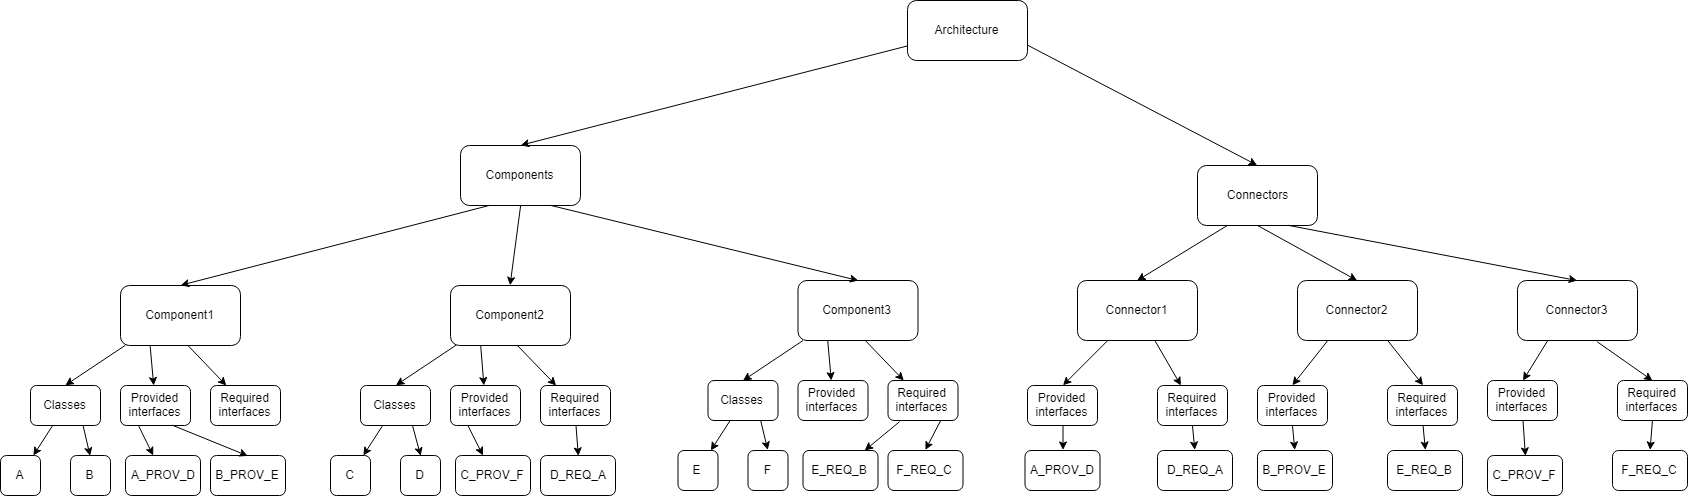 Architecture
Components
Connectors
Component1
Component2
Component3
Connector1
Connector2
Connector3
Classes
Provided
interfaces
Required
interfaces
Classes
Provided
interfaces
Required
interfaces
Classes
Provided
interfaces
Required
interfaces
Provided
interfaces
Required
interfaces
Provided
interfaces
Required
interfaces
Provided
interfaces
Required
interfaces
A
B
A_PROV_D
B_PROV_E
C
D
C_PROV_F
D_REQ_A
E
F
E_REQ_B
F_REQ_C
A_PROV_D
D_REQ_A
B_PROV_E
E_REQ_B
C_PROV_F
F_REQ_C